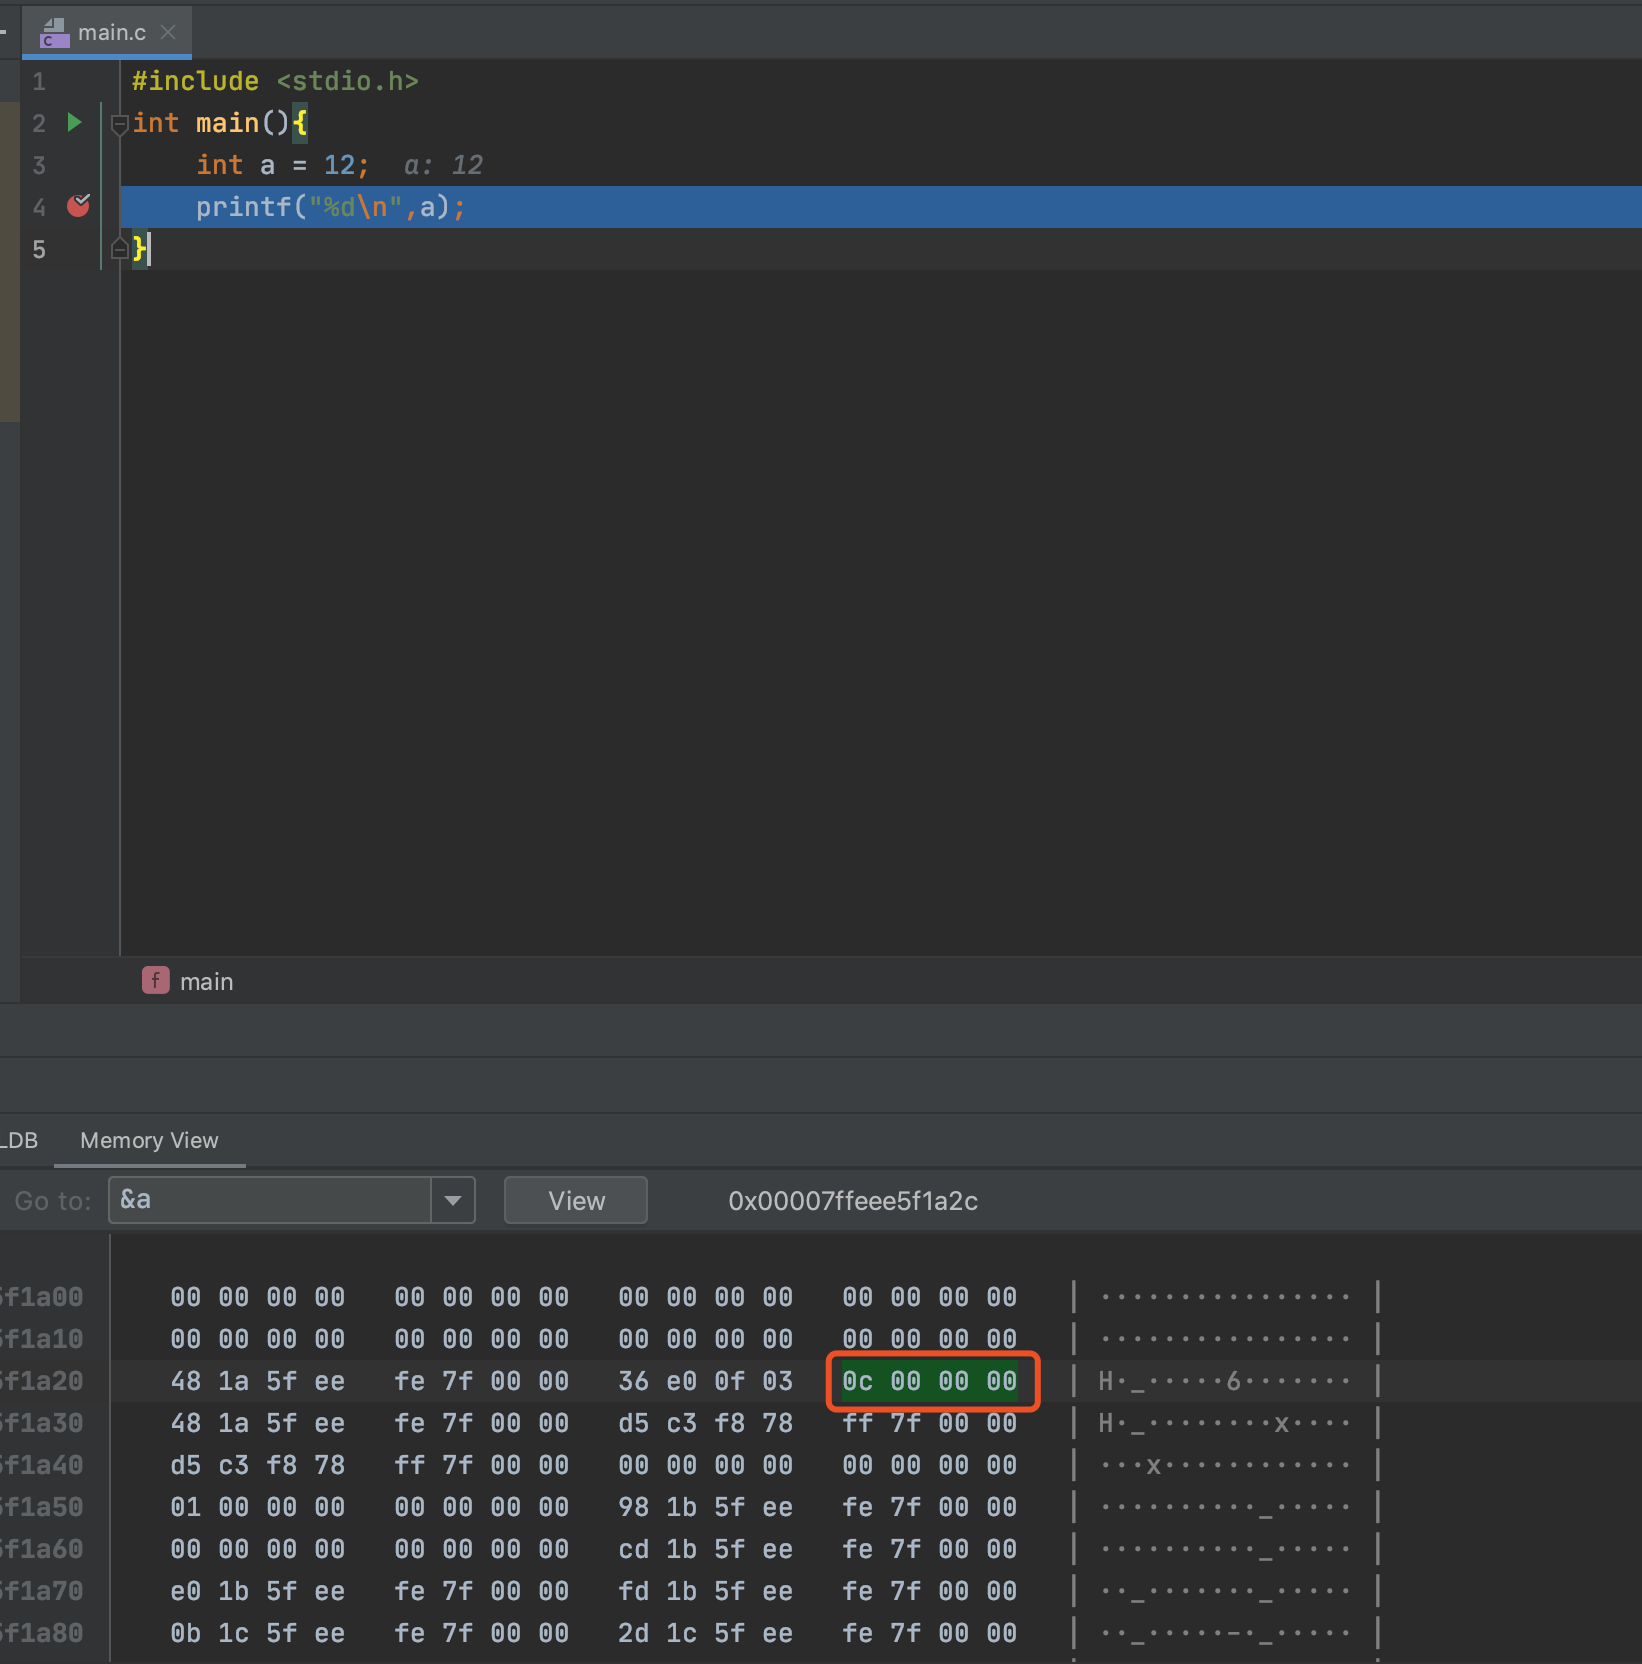 main.c
1 #include <stdio.h>
2 int main(){
3 int a = 12; a: 12
4 printf("%d\n",a);
5 }
f main
LDB Memory View
Go to: &a View 0x00007ffeee5f1a2c
5f1a00 00 00 00 00 00 00 00 00 00 00 00 00 00 00 00 00 | ················ |
5f1a10 00 00 00 00 00 00 00 00 00 00 00 00 00 00 00 00 | ················ |
5f1a20 48 1a 5f ee fe 7f 00 00 36 e0 0f 03 0c 00 00 00 | H·_·····6······· |
5f1a30 48 1a 5f ee fe 7f 00 00 d5 c3 f8 78 ff 7f 00 00 | H·_········x···· |
5f1a40 d5 c3 f8 78 ff 7f 00 00 00 00 00 00 00 00 00 00 | ···x············ |
5f1a50 01 00 00 00 00 00 00 00 98 1b 5f ee fe 7f 00 00 | ··········_····· |
5f1a60 00 00 00 00 00 00 00 00 cd 1b 5f ee fe 7f 00 00 | ··········_····· |
5f1a70 e0 1b 5f ee fe 7f 00 00 fd 1b 5f ee fe 7f 00 00 | ··_·······_····· |
5f1a80 0b 1c 5f ee fe 7f 00 00 2d 1c 5f ee fe 7f 00 00 | ··_·····-·_····· |